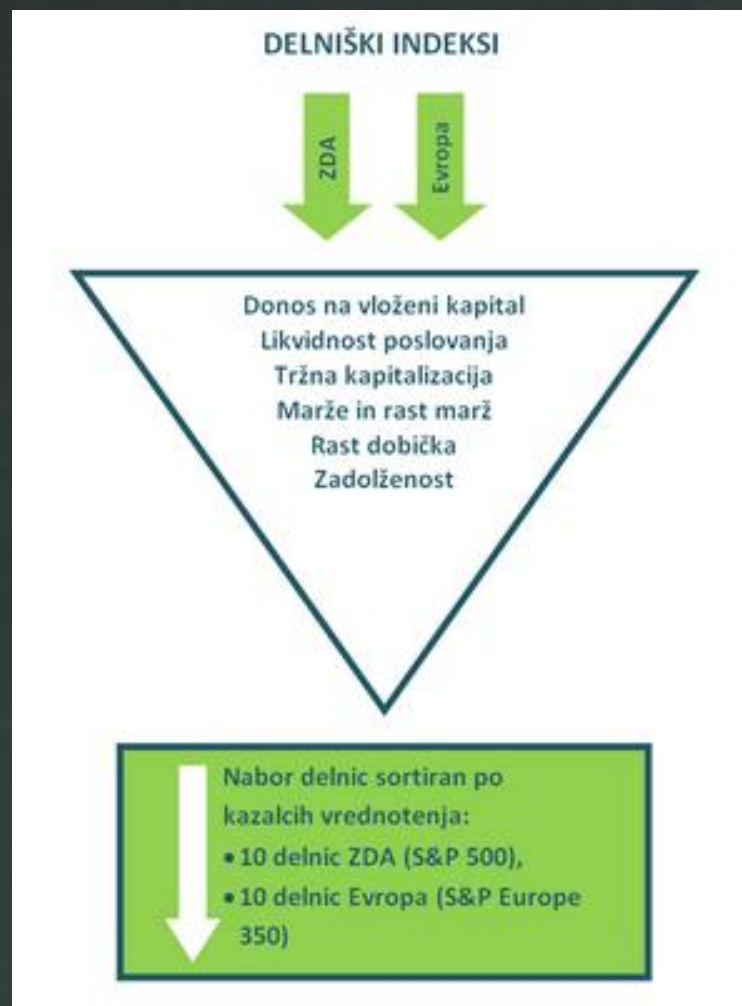 DELNIŠKI INDEKSI
ZDA
Evropa
Donos na vloženi kapital
Likvidnost poslovanja
Tržna kapitalizacija
Marže in rast marž
Rast dobička
Zadolženost
Nabor delnic sortiran po
kazalcih vrednotenja:
• 10 delnic ZDA (S&P 500),
• 10 delnic Evropa (S&P Europe
350)